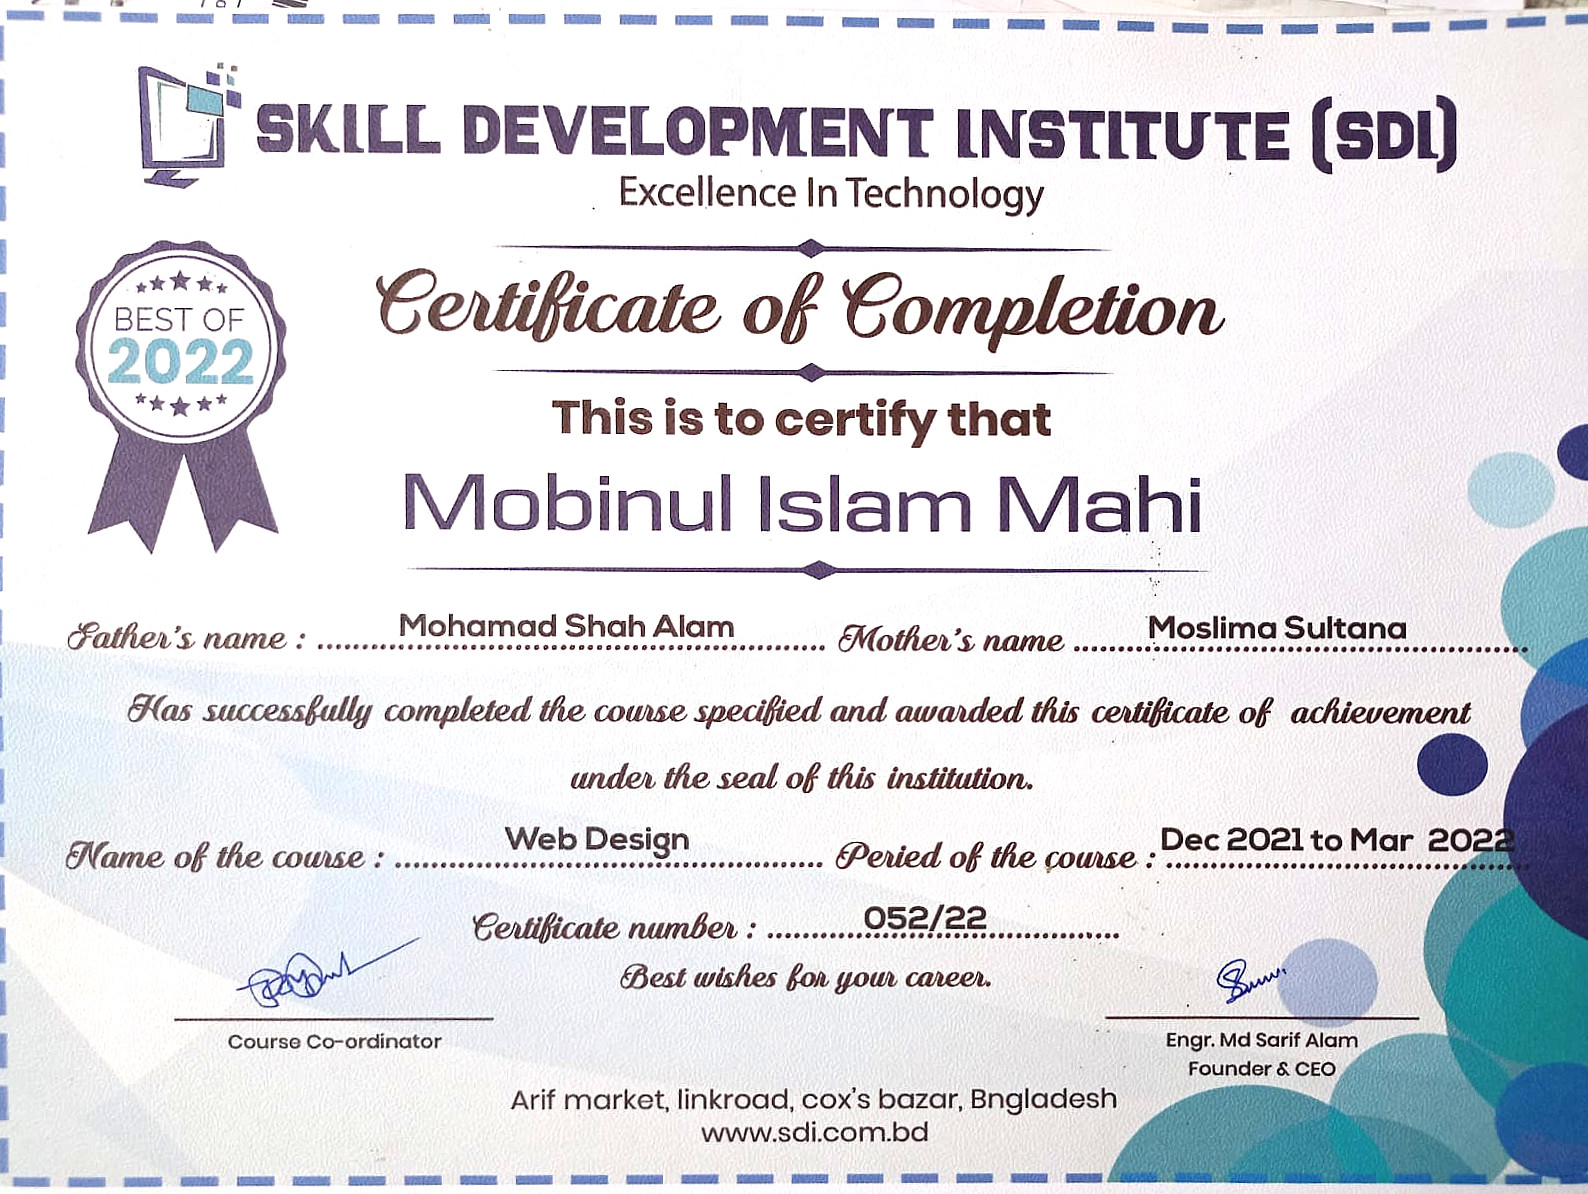 SKILL DEVELOPMENT INSTITUTE (SDI)
Excellence In Technology
BEST OF
2022
Certificate of Completion
This is to certify that
Mobinul Islam Mahi
Father's name : Mohamad Shah Alam Mother's name Moslima Sultana
Has successfully completed the course specified and awarded this certificate of achievement
under the seal of this institution.
Name of the course : Web Design Peried of the course : Dec 2021 to Mar 2022
Certificate number : 052/22
Best wishes for your career.
Course Co-ordinator
Engr. Md Sarif Alam
Founder & CEO
Arif market, linkroad, cox's bazar, Bngladesh
www.sdi.com.bd